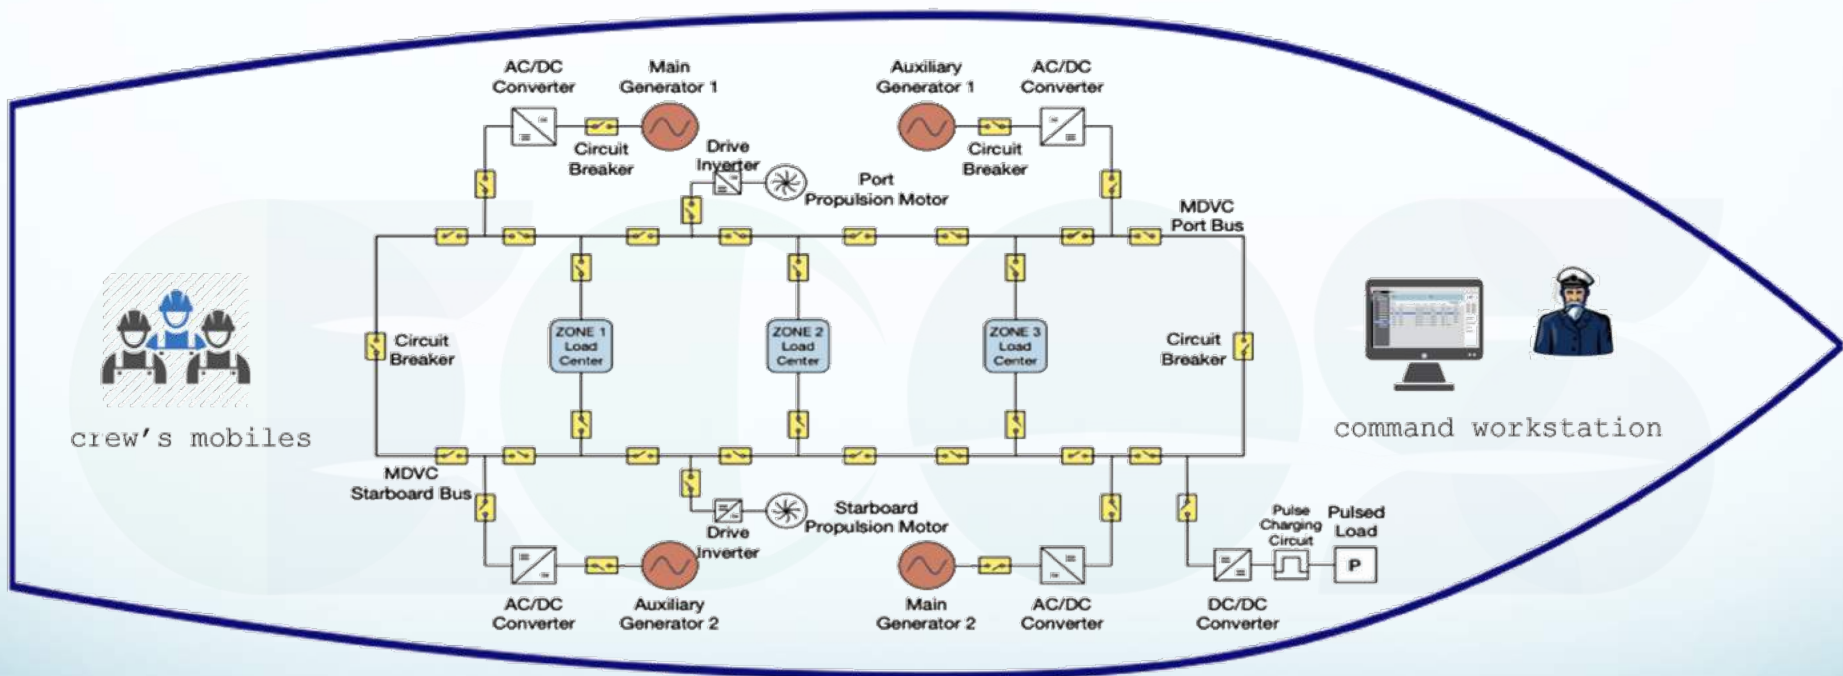 AC/DC
Converter
Main
Generator 1
Auxiliary
Generator 1
AC/DC
Converter
Circuit
Breaker
Drive
Inverter
Circuit
Breaker
Port
Propulsion Motor
MDVC
Port Bus
ZONE 1
Load
Center
ZONE 2
Load
Center
ZONE 3
Load
Center
Circuit
Breaker
Circuit
Breaker
crew's mobiles
command workstation
MDVC
Starboard Bus
Drive
Inverter
Starboard
Propulsion Motor
Pulse
Charging
Circuit
Pulsed
Load
P
AC/DC
Converter
Auxiliary
Generator 2
Main
Generator 2
AC/DC
Converter
DC/DC
Converter